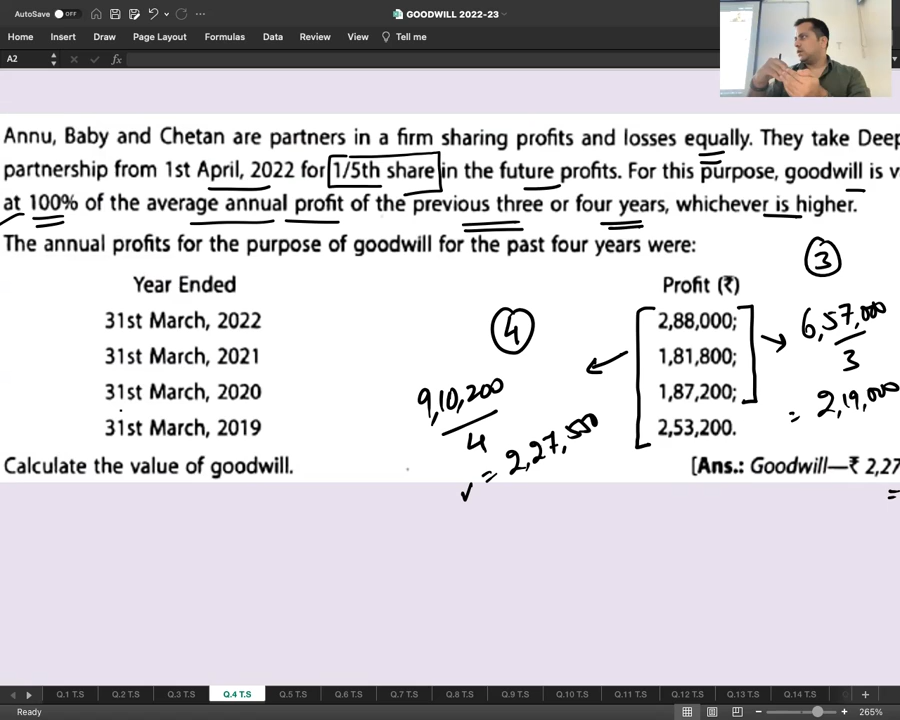 AutoSave OFF ... GOODWILL 2022-23
Home Insert Draw Page Layout Formulas Data Review View Tell me
A2 fx
Annu, Baby and Chetan are partners in a firm sharing profits and losses equally. They take Deep
partnership from 1st April, 2022 for 1/5th share in the future profits. For this purpose, goodwill is v
at 100% of the average annual profit of the previous three or four years, whichever is higher.
The annual profits for the purpose of goodwill for the past four years were:
3
Year Ended Profit (₹)
4
31st March, 2022 2,88,000;
6,57,000
3
31st March, 2021 1,81,800;
9,10,200
4
31st March, 2020 1,87,200;
= 2,19,000
31st March, 2019 2,53,200.
= 2,27,550
Calculate the value of goodwill. [Ans.: Goodwill—₹ 2,27
=
Q.1 T.S Q.2 T.S Q.3 T.S Q.4 T.S Q.5 T.S Q.6 T.S Q.7 T.S Q.8 T.S Q.9 T.S Q.10 T.S Q.11 T.S Q.12 T.S Q.13 T.S Q.14 T.S +
Ready 265%